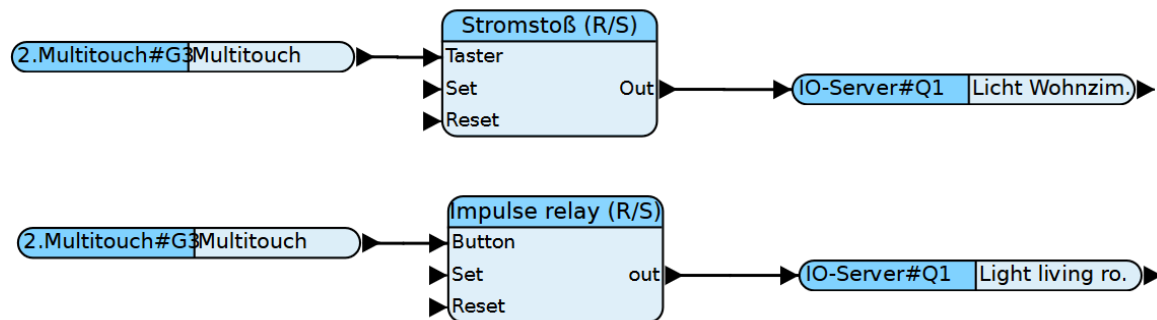 Stromstoß (R/S)
2.Multitouch#G3 Multitouch
Taster
Set
Out
IO-Server#Q1 Licht Wohnzim.
Reset
Impulse relay (R/S)
2.Multitouch#G3 Multitouch
Button
Set
out
IO-Server#Q1 Light living ro.
Reset